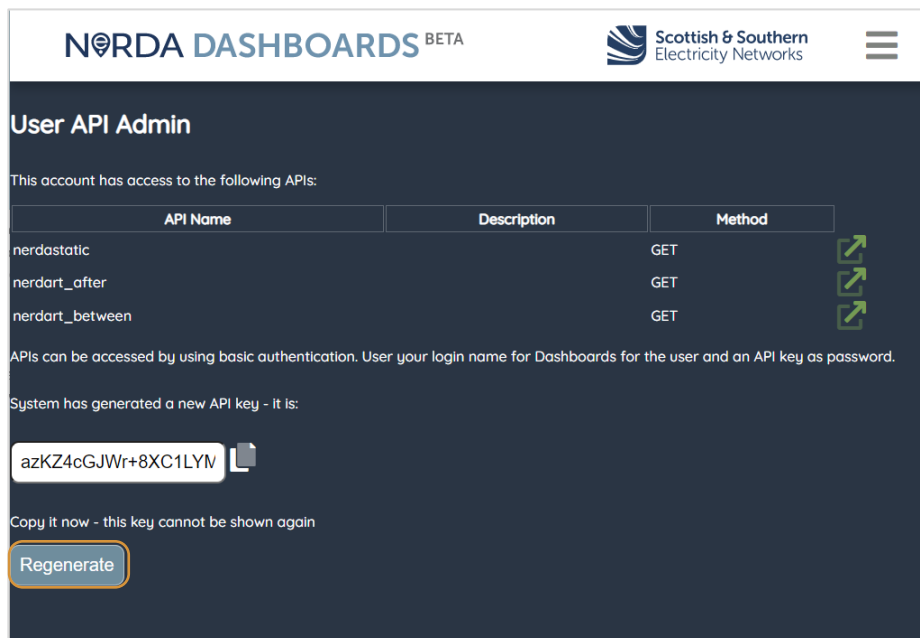 NERDA DASHBOARDS BETA
Scottish & Southern
Electricity Networks
User API Admin
This account has access to the following APIs:
API Name Description Method
nerdastatic GET
nerdart_after GET
nerdart_between GET
APIs can be accessed by using basic authentication. User your login name for Dashboards for the user and an API key as password.
System has generated a new API key - it is:
azKZ4cGJWr+8XC1LYM
Copy it now - this key cannot be shown again
Regenerate